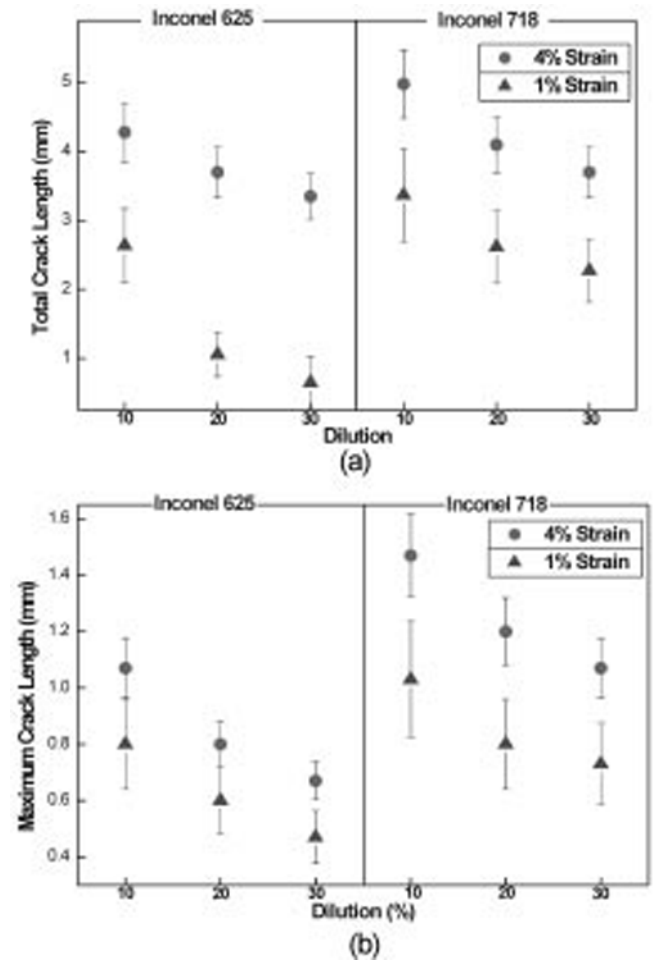 Inconel 625 Inconel 718
4% Strain
1% Strain
Total Crack Length (mm)
5
4
3
2
1
10 20 30 10 20 30
Dilution
(a)
Inconel 625 Inconel 718
4% Strain
1% Strain
Maximum Crack Length (mm)
1.6
1.4
1.2
1.0
0.8
0.6
0.4
10 20 30 10 20 30
Dilution (%)
(b)